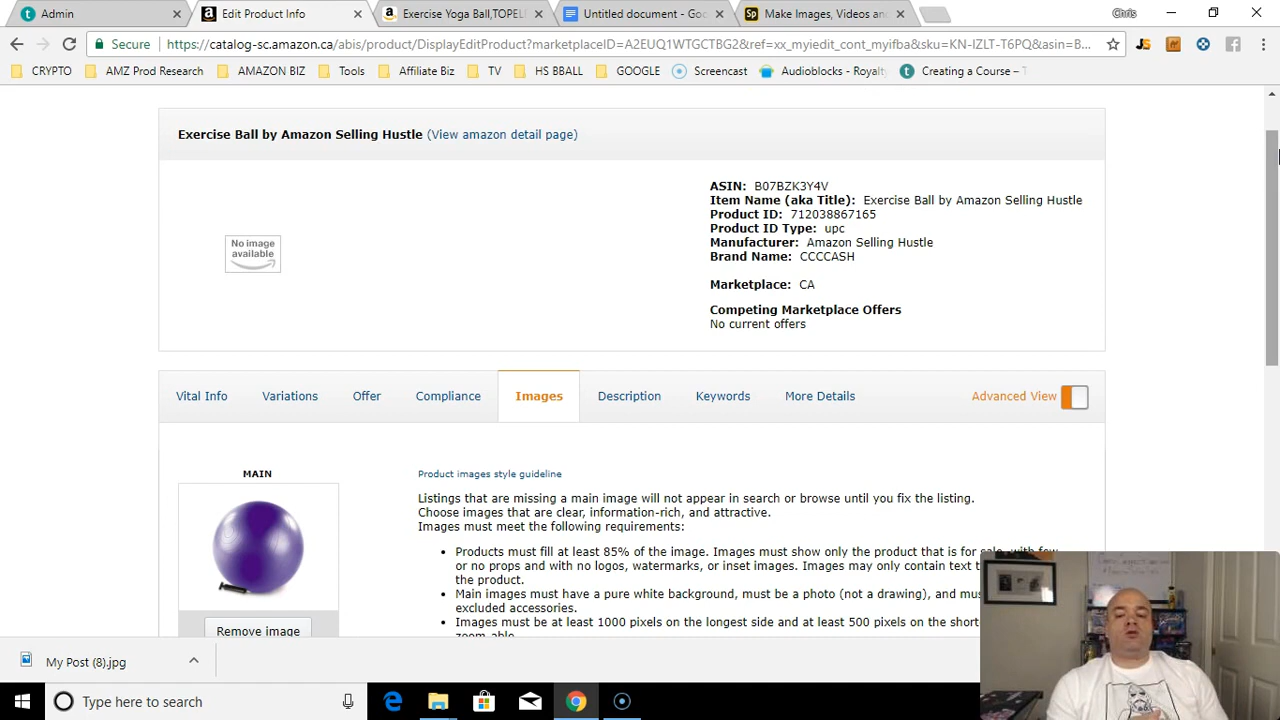 Admin
Edit Product Info
Exercise Yoga Ball,TOPEL
Untitled document - Goo
Make Images, Videos and
Chris
Secure
https://catalog-sc.amazon.ca/abis/product/DisplayEditProduct?marketplaceID=A2EUQ1WTGCTBG2&ref=xx_myiedit_cont_myifba&sku=KN-IZLT-T6PQ&asin=B...
CRYPTO
AMZ Prod Research
AMAZON BIZ
Tools
Affiliate Biz
TV
HS BBALL
GOOGLE
Screencast
Audioblocks - Royalty
Creating a Course – T
Exercise Ball by Amazon Selling Hustle (View amazon detail page)
No image
available
ASIN: B07BZK3Y4V
Item Name (aka Title): Exercise Ball by Amazon Selling Hustle
Product ID: 712038867165
Product ID Type: upc
Manufacturer: Amazon Selling Hustle
Brand Name: CCCCASH
Marketplace: CA
Competing Marketplace Offers
No current offers
Vital Info
Variations
Offer
Compliance
Images
Description
Keywords
More Details
Advanced View
MAIN
Remove image
Product images style guideline
Listings that are missing a main image will not appear in search or browse until you fix the listing.
Choose images that are clear, information-rich, and attractive.
Images must meet the following requirements:
• Products must fill at least 85% of the image. Images must show only the product that is for sale, with few
or no props and with no logos, watermarks, or inset images. Images may only contain text t
the product.
• Main images must have a pure white background, must be a photo (not a drawing), and mus
excluded accessories.
• Images must be at least 1000 pixels on the longest side and at least 500 pixels on the short
zoom-able.
My Post (8).jpg
Type here to search